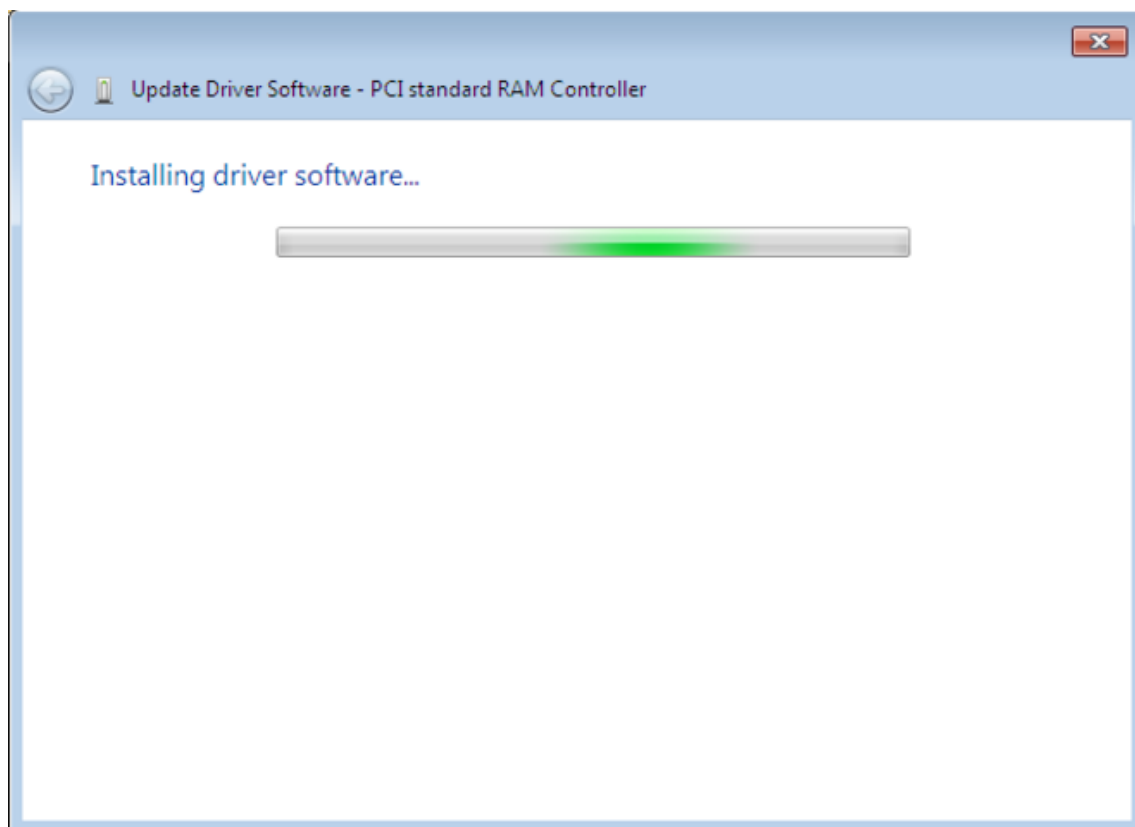 Update Driver Software - PCI standard RAM Controller
Installing driver software...